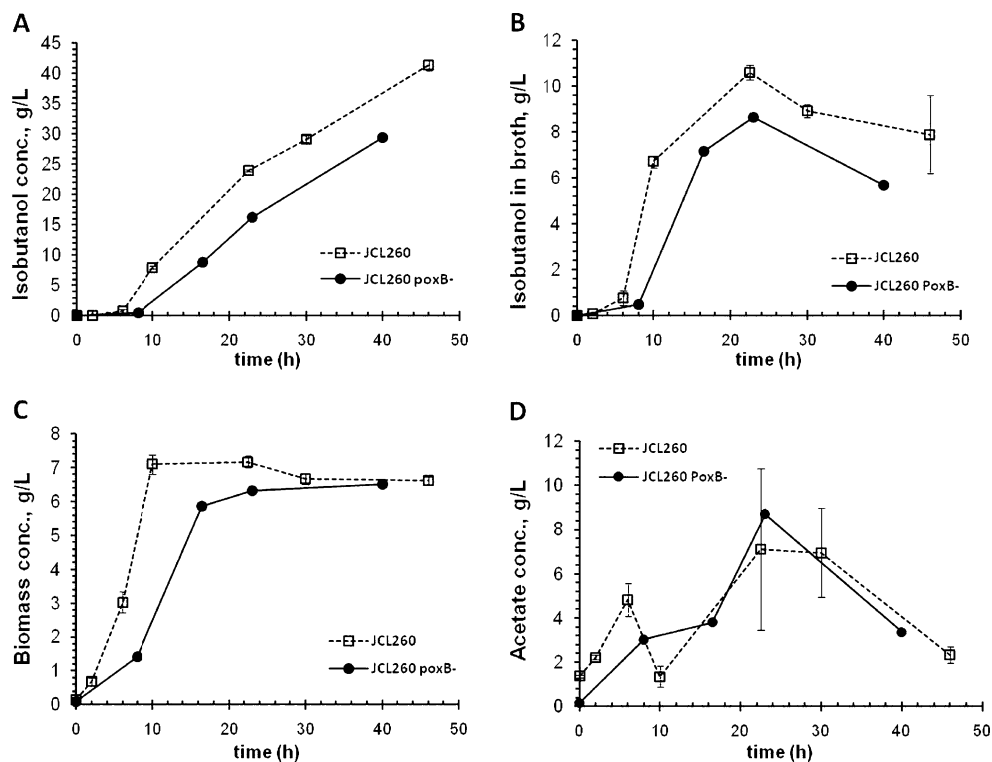 A
Isobutanol conc., g/L
45
40
35
30
25
20
15
10
5
0
0 10 20 30 40 50
time (h)
JCL260
JCL260 poxB-
B
Isobutanol in broth, g/L
12
10
8
6
4
2
0
0 10 20 30 40 50
time (h)
JCL260
JCL260 PoxB-
C
Biomass conc., g/L
8
7
6
5
4
3
2
1
0
0 10 20 30 40 50
time (h)
JCL260
JCL260 poxB-
D
Acetate conc., g/L
12
10
8
6
4
2
0
0 10 20 30 40 50
time (h)
JCL260
JCL260 PoxB-